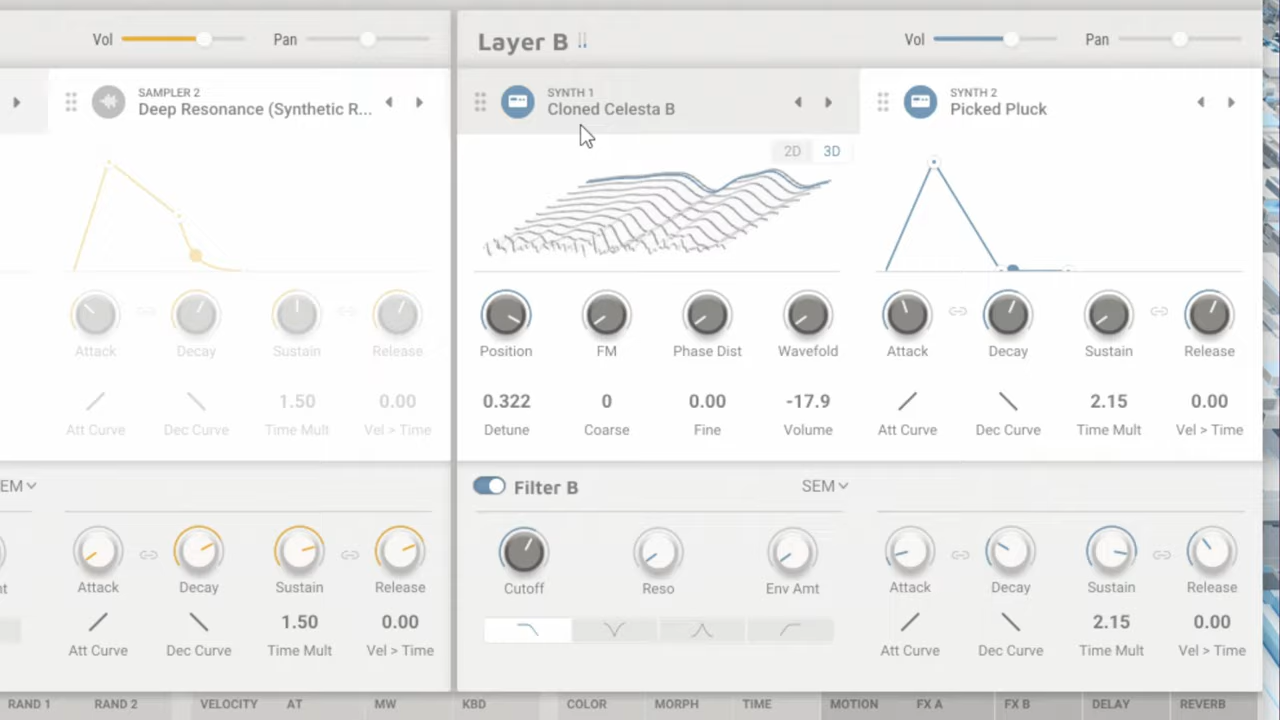 Vol
Pan
Layer B
Vol
Pan
SAMPLER 2
Deep Resonance (Synthetic R...
SYNTH 1
Cloned Celesta B
SYNTH 2
Picked Pluck
2D
3D
Attack
Decay
Sustain
Release
Position
FM
Phase Dist
Wavefold
Attack
Decay
Sustain
Release
1.50
0.00
0.322
0
0.00
-17.9
2.15
0.00
Att Curve
Dec Curve
Time Mult
Vel > Time
Detune
Coarse
Fine
Volume
Att Curve
Dec Curve
Time Mult
Vel > Time
EM
Filter B
SEM
Attack
Decay
Sustain
Release
Cutoff
Reso
Env Amt
Attack
Decay
Sustain
Release
1.50
0.00
2.15
0.00
Att Curve
Dec Curve
Time Mult
Vel > Time
Att Curve
Dec Curve
Time Mult
Vel > Time
RAND 1
RAND 2
VELOCITY
AT
MW
KBD
COLOR
MORPH
TIME
MOTION
FX A
FX B
DELAY
REVERB